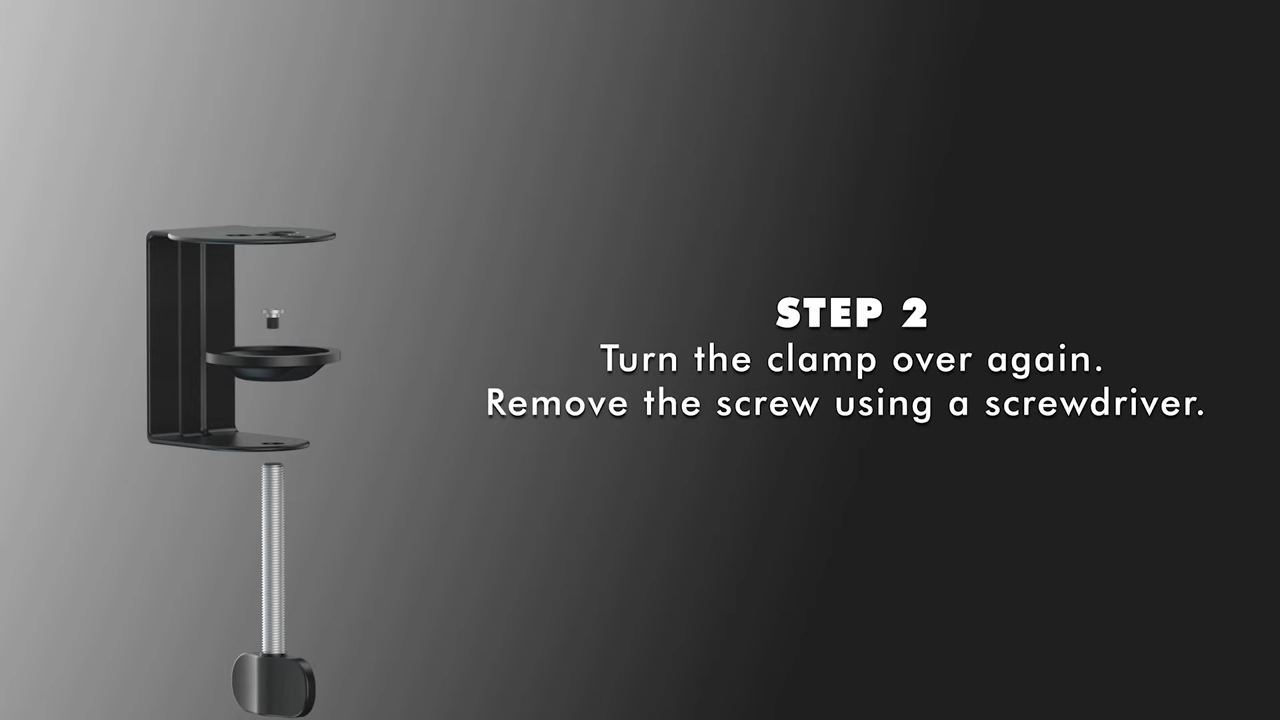 STEP 2
Turn the clamp over again.
Remove the screw using a screwdriver.